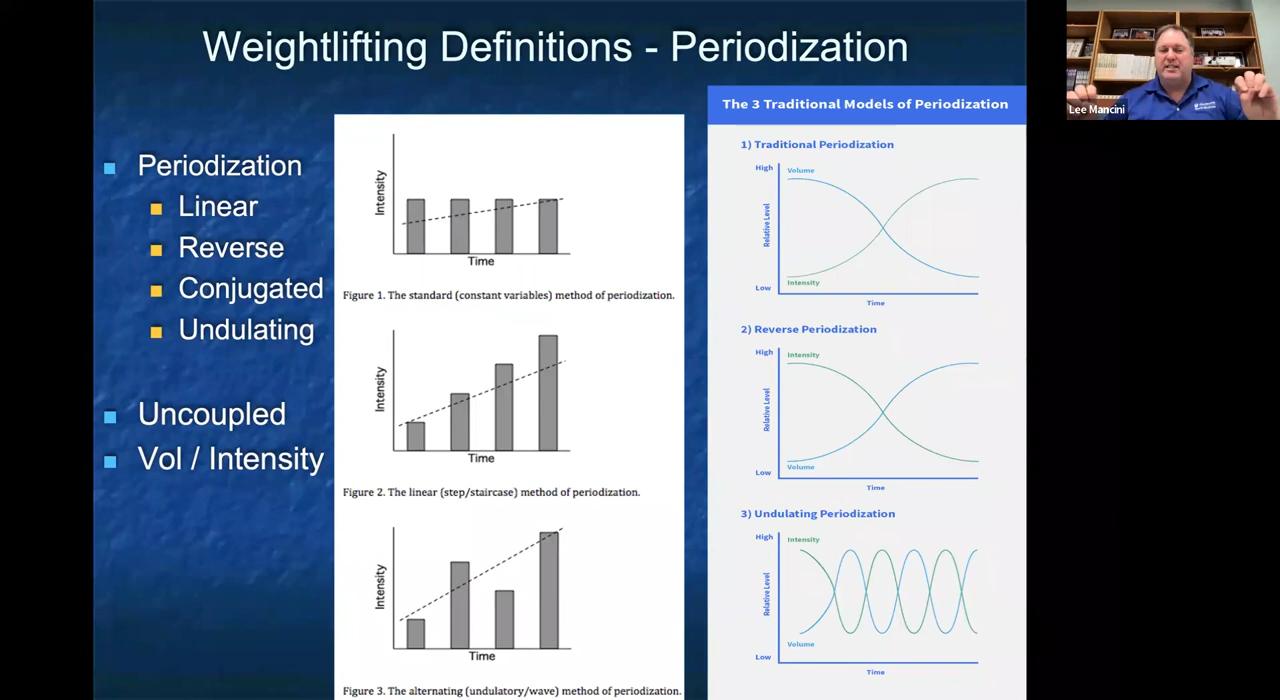 Weightlifting Definitions - Periodization
Periodization
Linear
Reverse
Conjugated
Undulating
Uncoupled
Vol / Intensity
Intensity
Time
Figure 1. The standard (constant variables) method of periodization.
Intensity
Time
Figure 2. The linear (step/staircase) method of periodization.
Intensity
Time
Figure 3. The alternating (undulatory/wave) method of periodization.
The 3 Traditional Models of Periodization
1) Traditional Periodization
High
Volume
Relative Level
Intensity
Low
Time
2) Reverse Periodization
High
Intensity
Relative Level
Volume
Low
Time
3) Undulating Periodization
High
Intensity
Relative Level
Volume
Low
Time
Lee Mancini